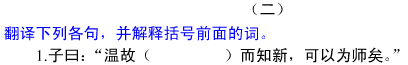 （二）
翻译下列各句，并解释括号前面的词。
1.子曰：“温故（　　　　　）而知新，可以为师矣。”